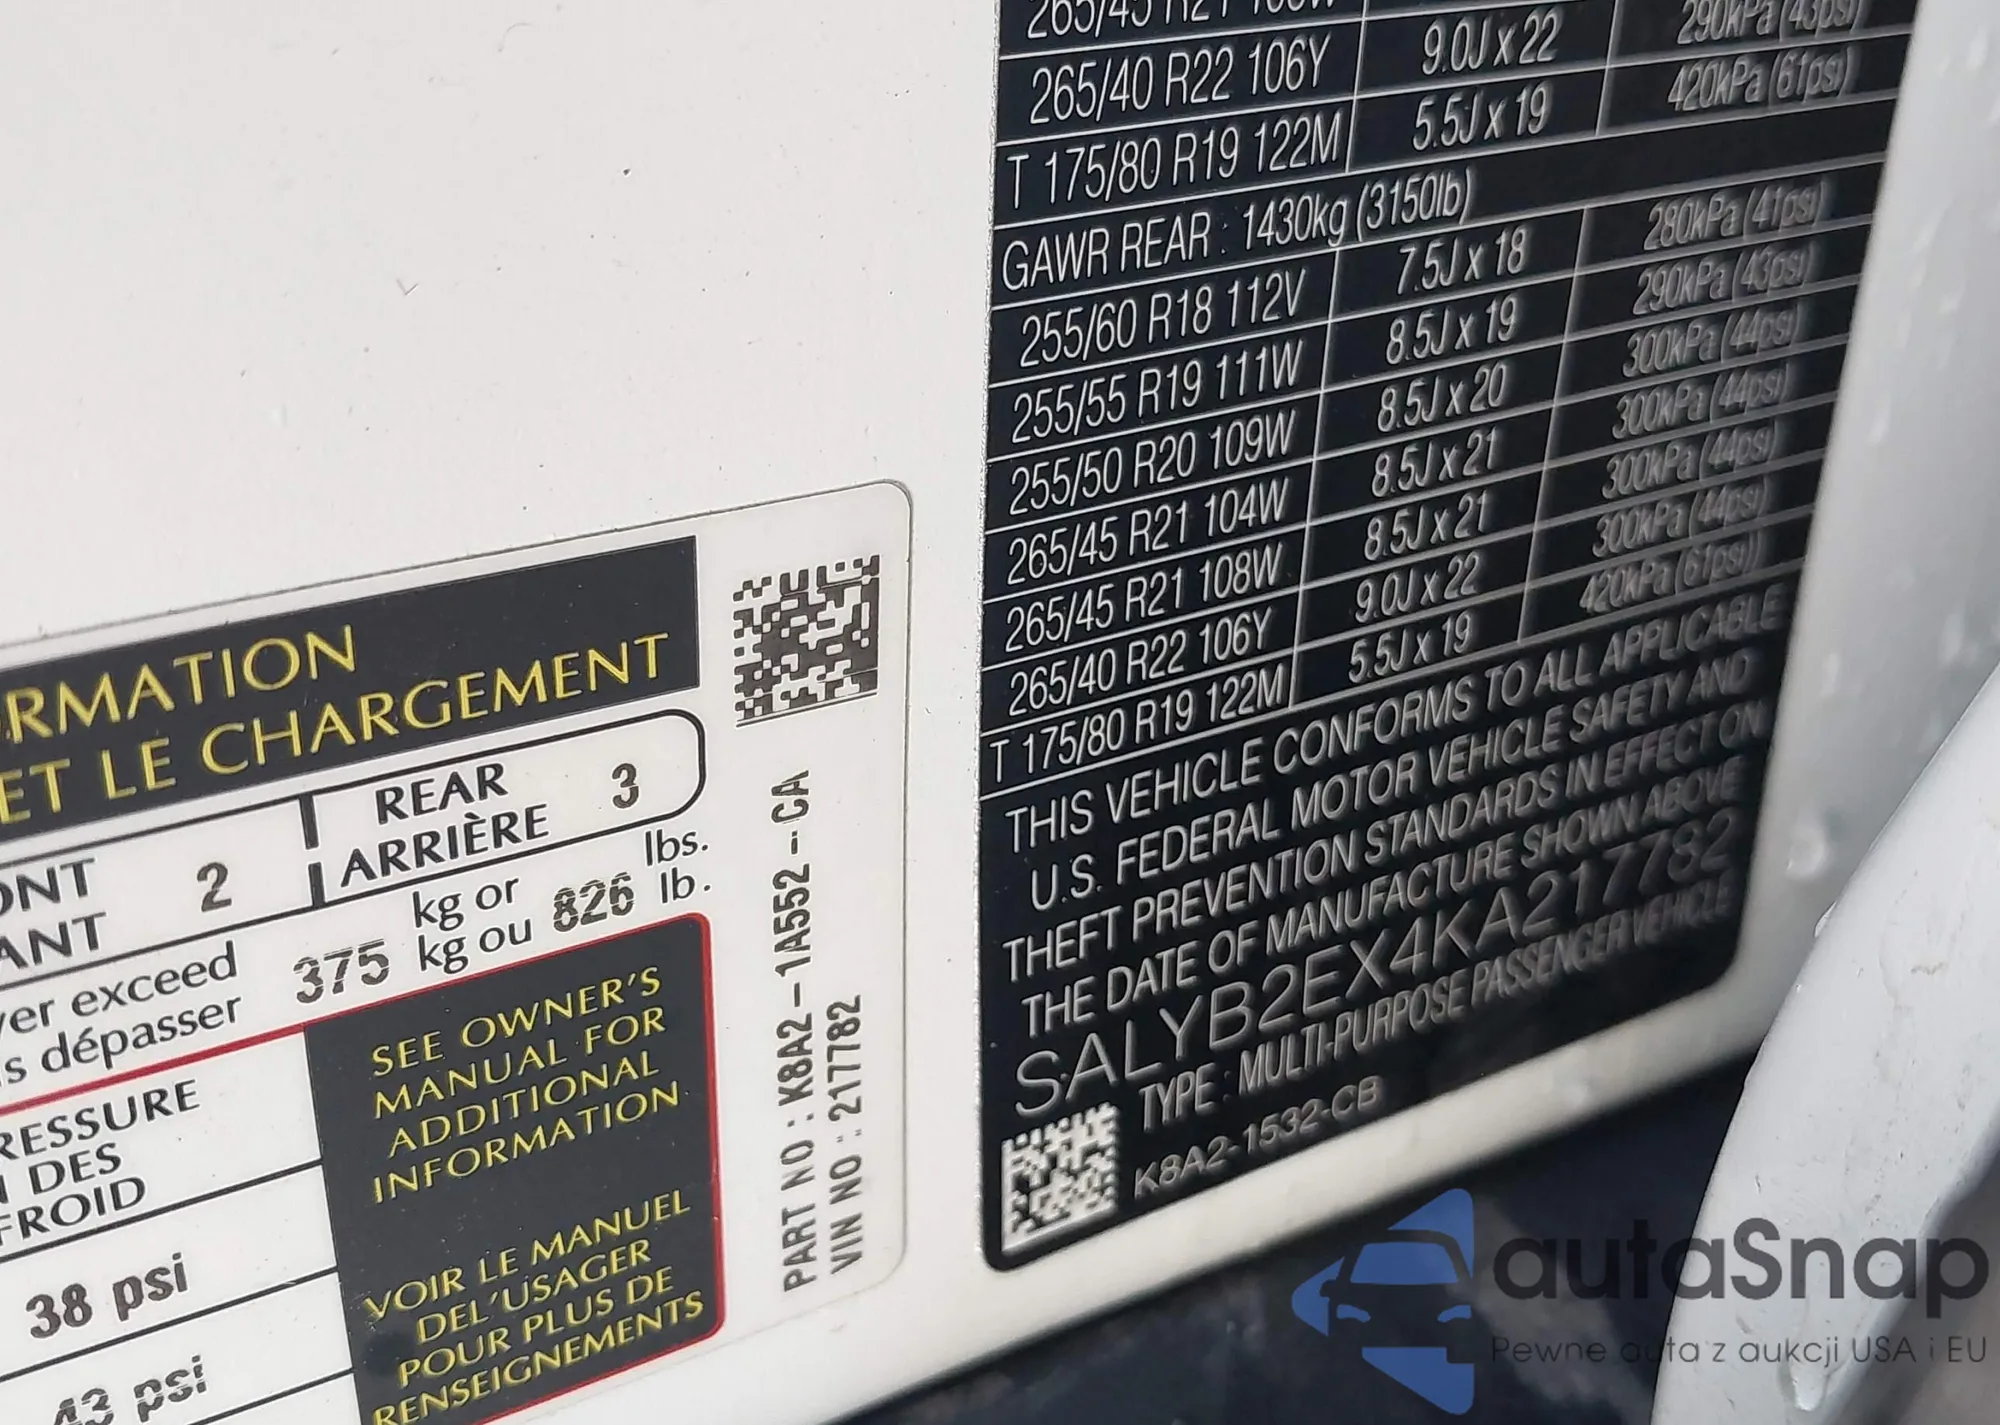 265/45 R21 108W
265/40 R22 106Y 9.0J x 22 290kPa (43psi)
T 175/80 R19 122M 5.5J x 19 420kPa (61psi)
GAWR REAR : 1430kg (3150lb)
255/60 R18 112V 7.5J x 18 280kPa (41psi)
255/55 R19 111W 8.5J x 19 290kPa (43psi)
255/50 R20 109W 8.5J x 20 300kPa (44psi)
265/45 R21 104W 8.5J x 21 300kPa (44psi)
265/45 R21 108W 8.5J x 21 300kPa (44psi)
265/40 R22 106Y 9.0J x 22 300kPa (44psi)
T 175/80 R19 122M 5.5J x 19 420kPa (61psi)
THIS VEHICLE CONFORMS TO ALL APPLICABLE
U.S. FEDERAL MOTOR VEHICLE SAFETY AND
THEFT PREVENTION STANDARDS IN EFFECT ON
THE DATE OF MANUFACTURE SHOWN ABOVE
SALYB2EX4KA217782
TYPE : MULTI-PURPOSE PASSENGER VEHICLE
K8A2-1532-CB
RMATION
ET LE CHARGEMENT
ONT
ANT 2
REAR
ARRIÈRE 3
ver exceed
s dépasser 375 kg or
kg ou 826 lbs.
lb.
RESSURE
DES
FROID
38 psi
43 psi
SEE OWNER'S
MANUAL FOR
ADDITIONAL
INFORMATION
VOIR LE MANUEL
DEL'USAGER
POUR PLUS DE
RENSEIGNEMENTS
PART NO : K8A2-1A552-CA
VIN NO : 217782
autaSnap
Pewne auta z aukcji USA i EU